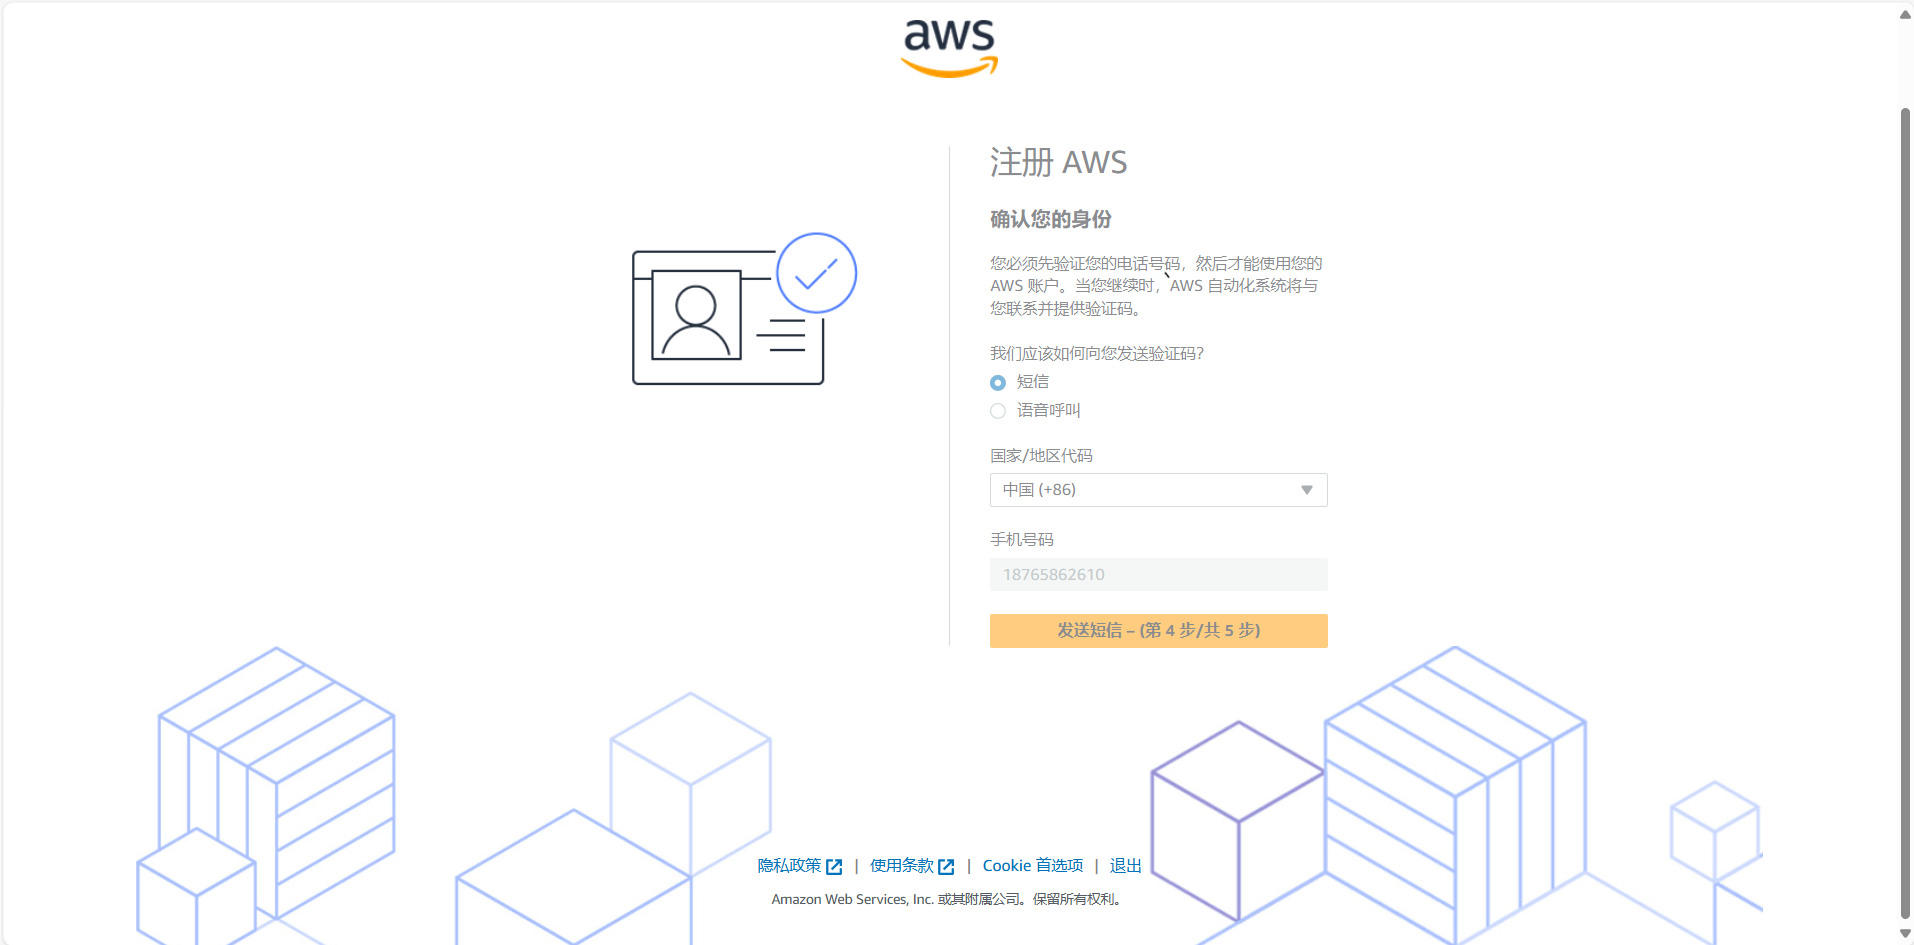 aws
注册 AWS
确认您的身份
您必须先验证您的电话号码，然后才能使用您的
AWS 账户。当您继续时，AWS 自动化系统将与
您联系并提供验证码。
我们应该如何向您发送验证码？
短信
语音呼叫
国家/地区代码
中国 (+86)
手机号码
18765862610
发送短信 – (第 4 步/共 5 步)
隐私政策 | 使用条款 | Cookie 首选项 | 退出
Amazon Web Services, Inc. 或其附属公司。保留所有权利。